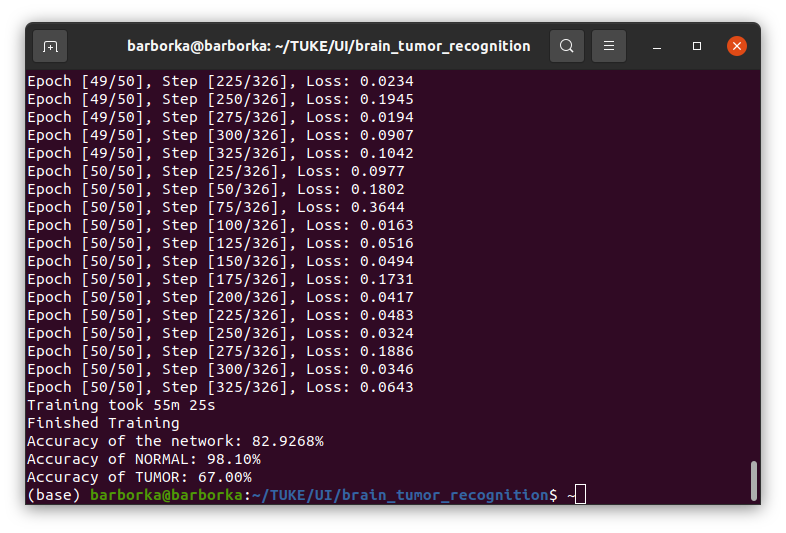 barborka@barborka: ~/TUKE/UI/brain_tumor_recognition
Epoch [49/50], Step [225/326], Loss: 0.0234
Epoch [49/50], Step [250/326], Loss: 0.1945
Epoch [49/50], Step [275/326], Loss: 0.0194
Epoch [49/50], Step [300/326], Loss: 0.0907
Epoch [49/50], Step [325/326], Loss: 0.1042
Epoch [50/50], Step [25/326], Loss: 0.0977
Epoch [50/50], Step [50/326], Loss: 0.1802
Epoch [50/50], Step [75/326], Loss: 0.3644
Epoch [50/50], Step [100/326], Loss: 0.0163
Epoch [50/50], Step [125/326], Loss: 0.0516
Epoch [50/50], Step [150/326], Loss: 0.0494
Epoch [50/50], Step [175/326], Loss: 0.1731
Epoch [50/50], Step [200/326], Loss: 0.0417
Epoch [50/50], Step [225/326], Loss: 0.0483
Epoch [50/50], Step [250/326], Loss: 0.0324
Epoch [50/50], Step [275/326], Loss: 0.1886
Epoch [50/50], Step [300/326], Loss: 0.0346
Epoch [50/50], Step [325/326], Loss: 0.0643
Training took 55m 25s
Finished Training
Accuracy of the network: 82.9268%
Accuracy of NORMAL: 98.10%
Accuracy of TUMOR: 67.00%
(base) barborka@barborka:~/TUKE/UI/brain_tumor_recognition$ ~